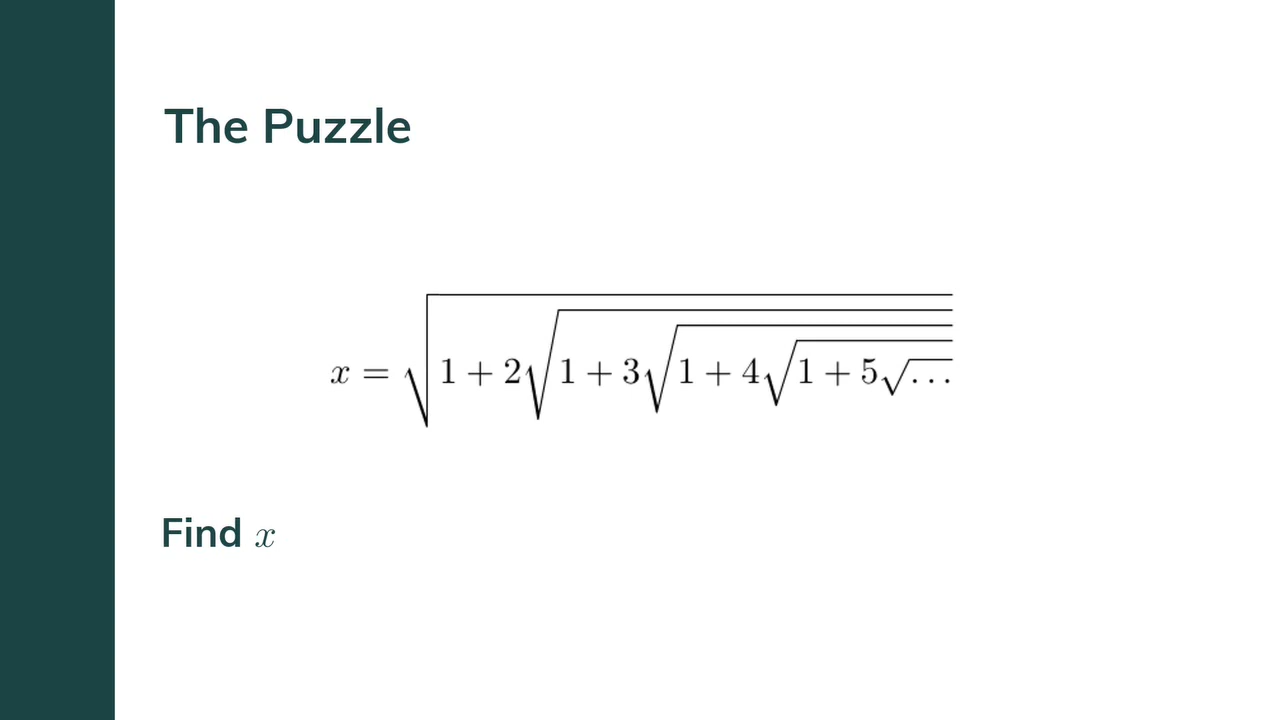 The Puzzle
x = √(1 + 2√(1 + 3√(1 + 4√(1 + 5√...
Find x